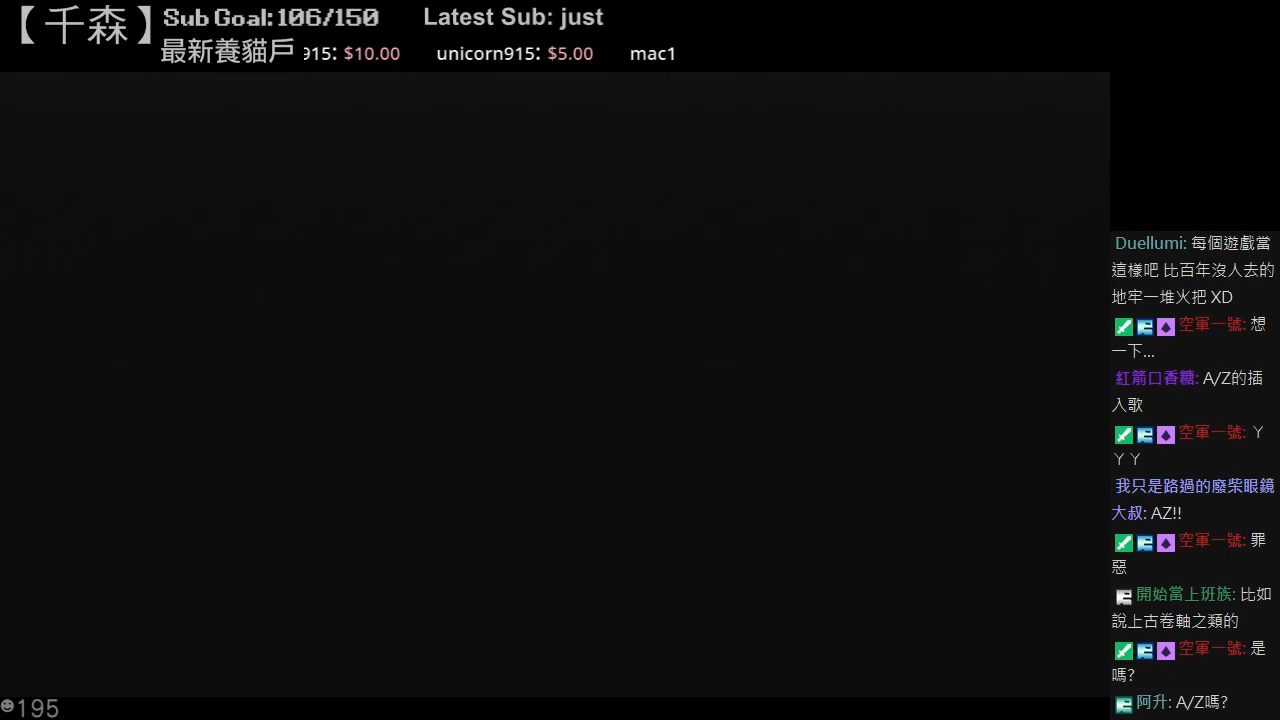 【千森】
Sub Goal:106/150
Latest Sub: just
最新養貓戶
915: $10.00 unicorn915: $5.00 mac1
Duellumi: 每個遊戲當
這樣吧 比百年沒人去的
地牢一堆火把 XD
空軍一號: 想
一下...
紅箭口香糖: A/Z的插
入歌
空軍一號: ㄚ
ㄚㄚ
我只是路過的廢柴眼鏡
大叔: AZ!!
空軍一號: 罪
惡
開始當上班族: 比如
說上古卷軸之類的
空軍一號: 是
嗎?
阿升: A/Z嗎?
195